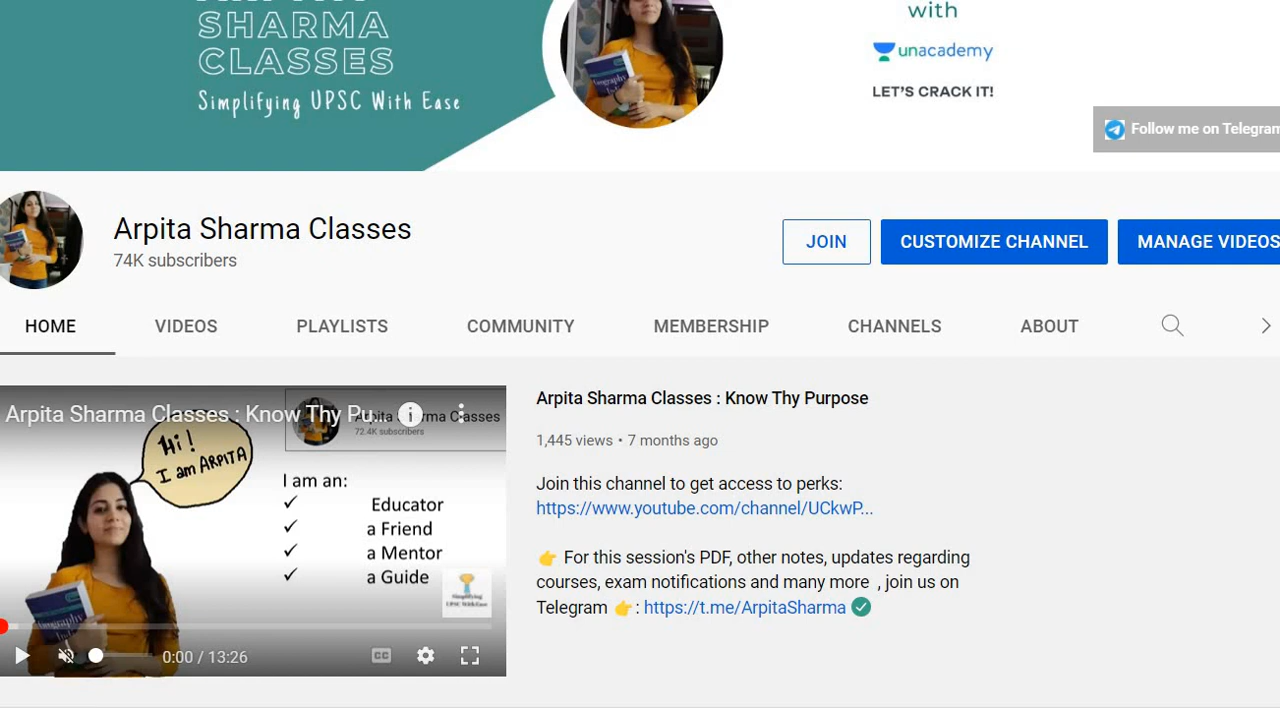 SHARMA
CLASSES
Simplifying UPSC With Ease
with
unacademy
LET'S CRACK IT!
Follow me on Telegram
Arpita Sharma Classes
74K subscribers
JOIN
CUSTOMIZE CHANNEL
MANAGE VIDEOS
HOME
VIDEOS
PLAYLISTS
COMMUNITY
MEMBERSHIP
CHANNELS
ABOUT
Arpita Sharma Classes : Know Thy Pu...
72.4K subscribers
Hi!
I am ARPITA
I am an:
✓ Educator
✓ a Friend
✓ a Mentor
✓ a Guide
Simplifying
UPSC With Ease
0:00 / 13:26
CC
Arpita Sharma Classes : Know Thy Purpose
1,445 views • 7 months ago
Join this channel to get access to perks:
https://www.youtube.com/channel/UCkwP...
👉 For this session's PDF, other notes, updates regarding
courses, exam notifications and many more , join us on
Telegram 👉 : https://t.me/ArpitaSharma